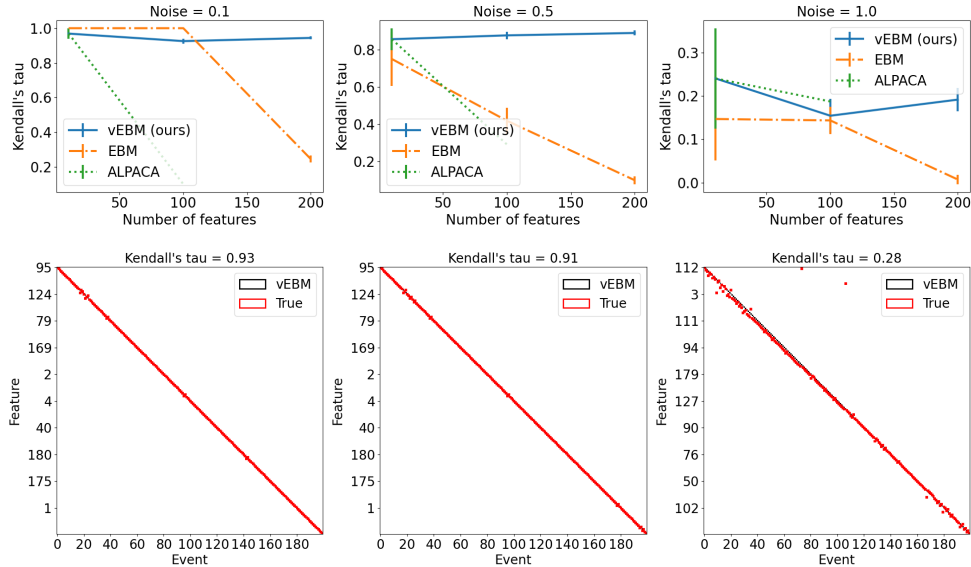 Noise = 0.1
Kendall's tau
1.0
0.8
0.6
0.4
0.2
vEBM (ours)
EBM
ALPACA
50
100
150
200
Number of features
Noise = 0.5
Kendall's tau
0.8
0.6
0.4
0.2
vEBM (ours)
EBM
ALPACA
50
100
150
200
Number of features
Noise = 1.0
Kendall's tau
0.3
0.2
0.1
0.0
vEBM (ours)
EBM
ALPACA
50
100
150
200
Number of features
Kendall's tau = 0.93
Feature
95
124
79
169
2
4
40
180
175
1
vEBM
True
0 20 40 60 80 100 120 140 160 180
Event
Kendall's tau = 0.91
Feature
95
124
79
169
2
4
40
180
175
1
vEBM
True
0 20 40 60 80 100 120 140 160 180
Event
Kendall's tau = 0.28
Feature
112
3
111
94
179
127
90
76
50
102
vEBM
True
0 20 40 60 80 100 120 140 160 180
Event